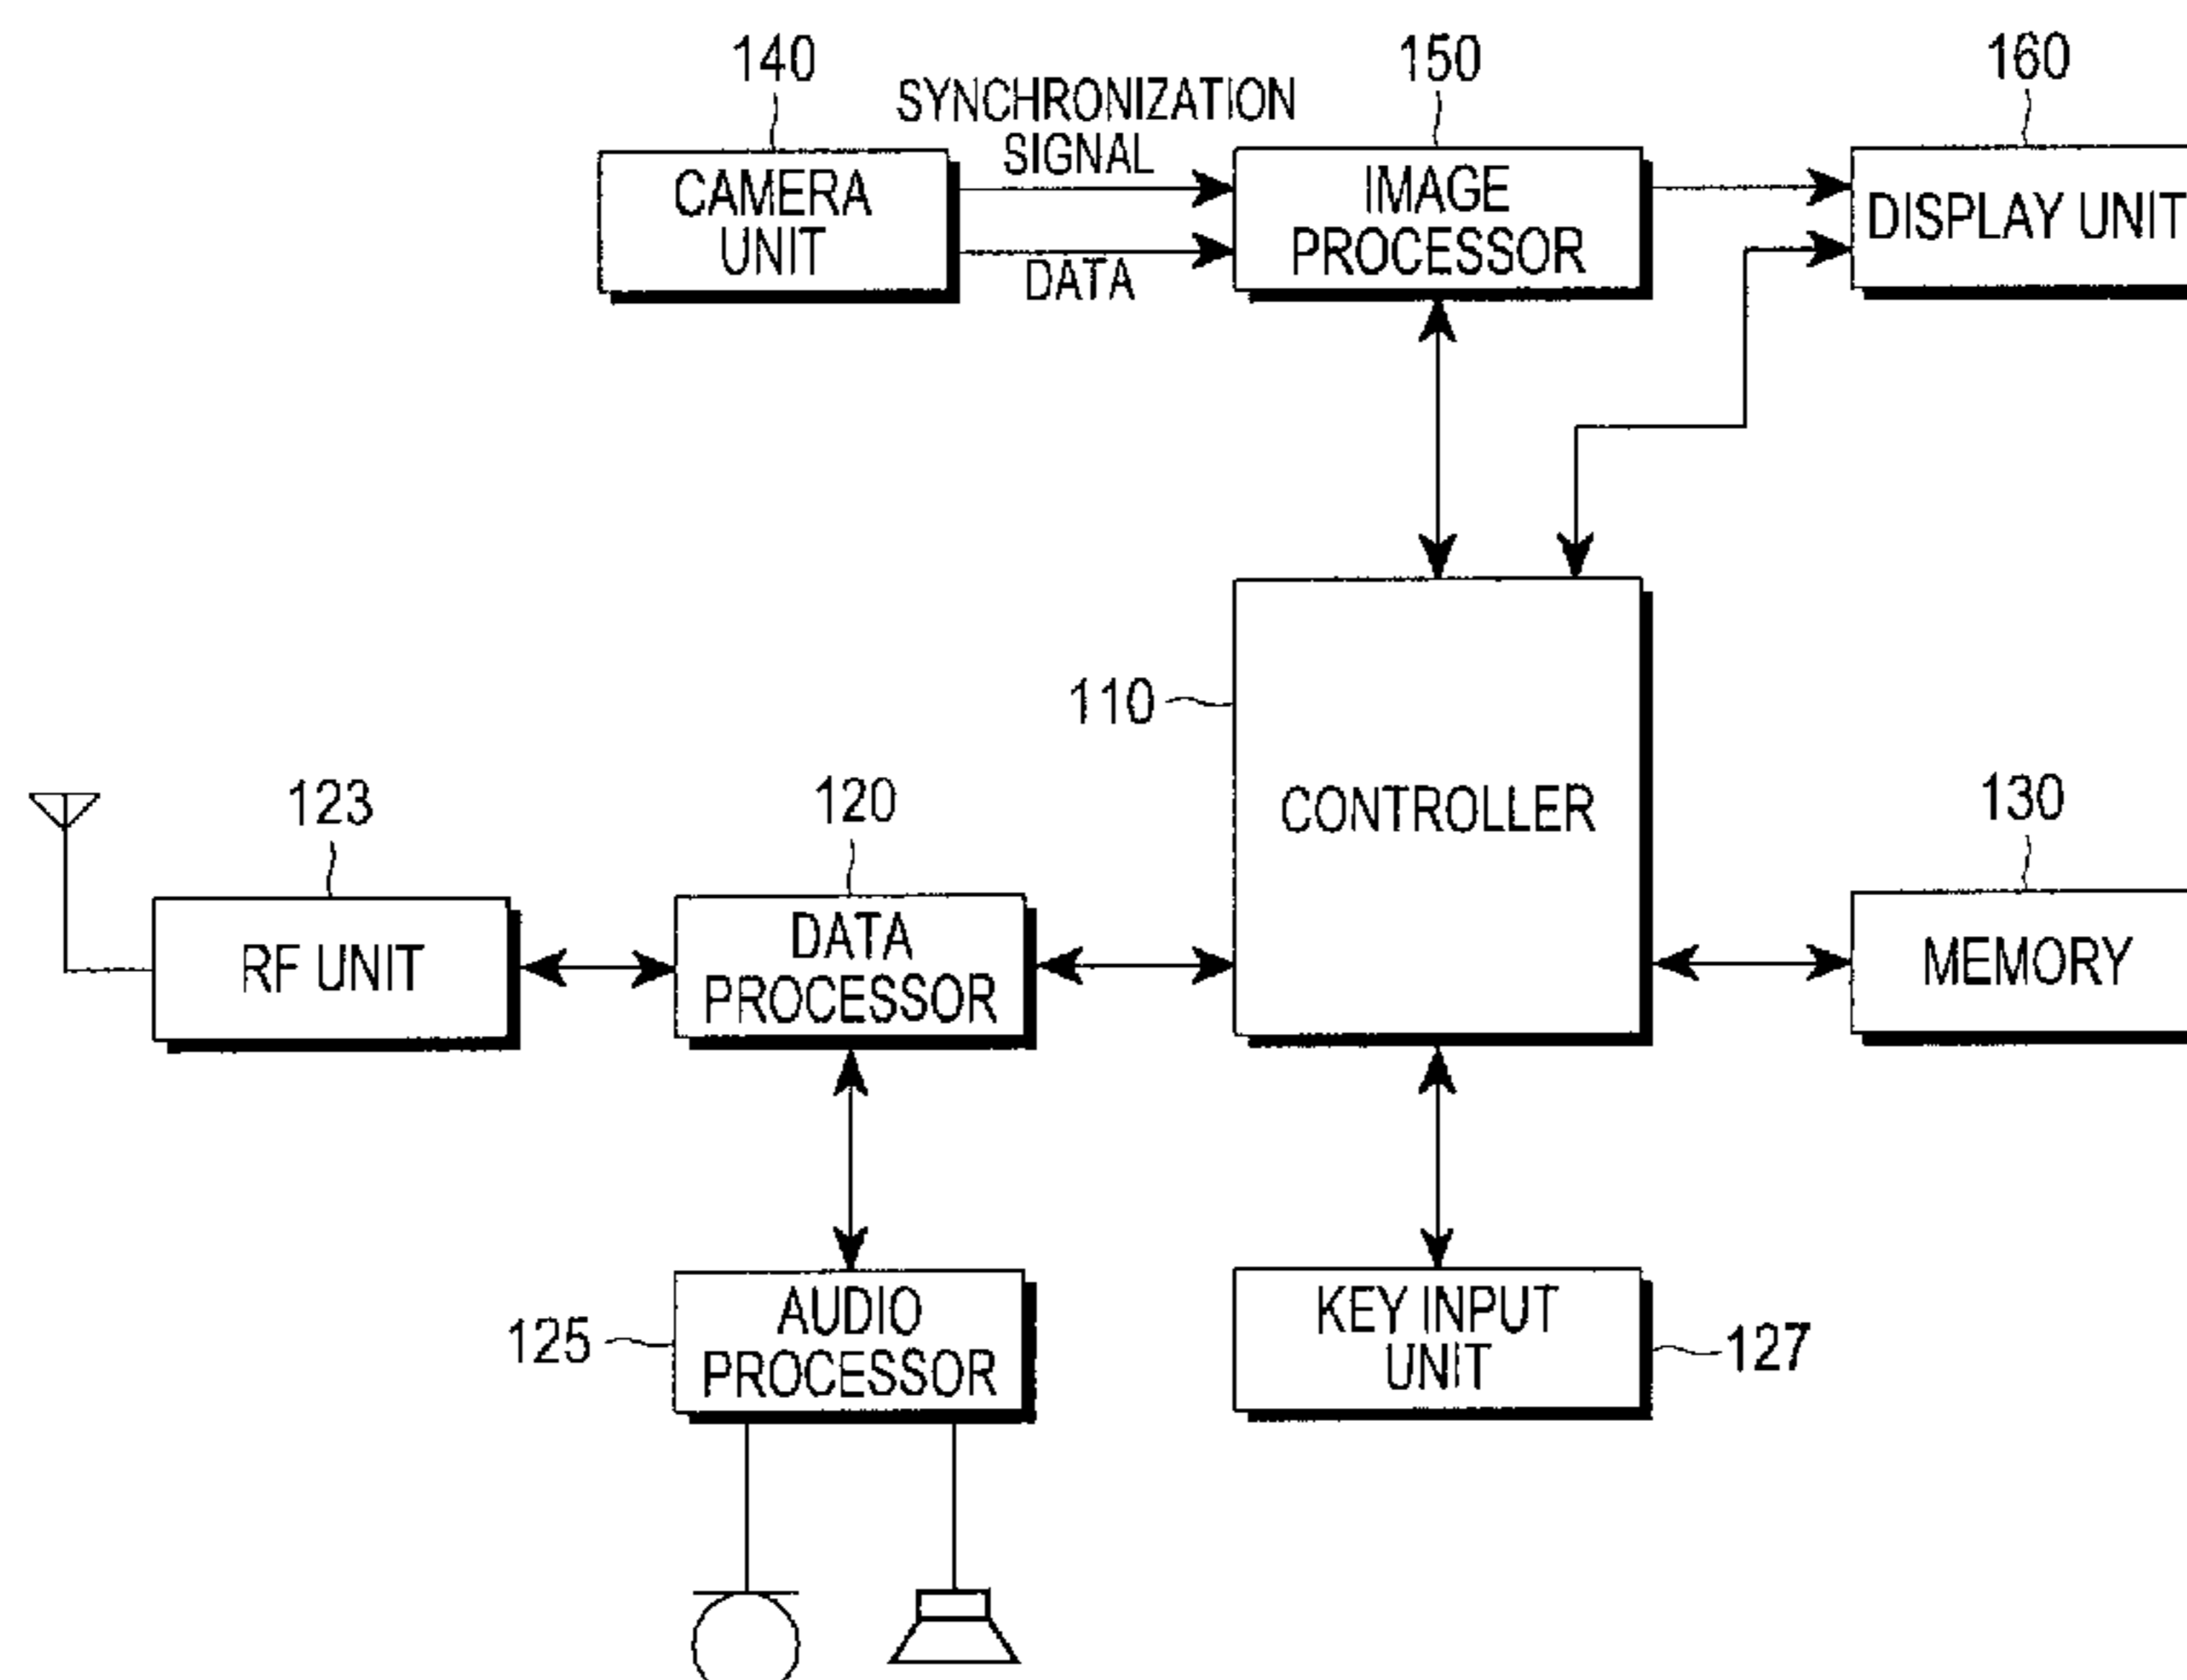 140
150
160
SYNCHRONIZATION
SIGNAL
CAMERA
UNIT
IMAGE
PROCESSOR
DISPLAY UNIT
DATA
110
CONTROLLER
123
120
130
RF UNIT
DATA
PROCESSOR
MEMORY
125
AUDIO
PROCESSOR
KEY INPUT
UNIT
127